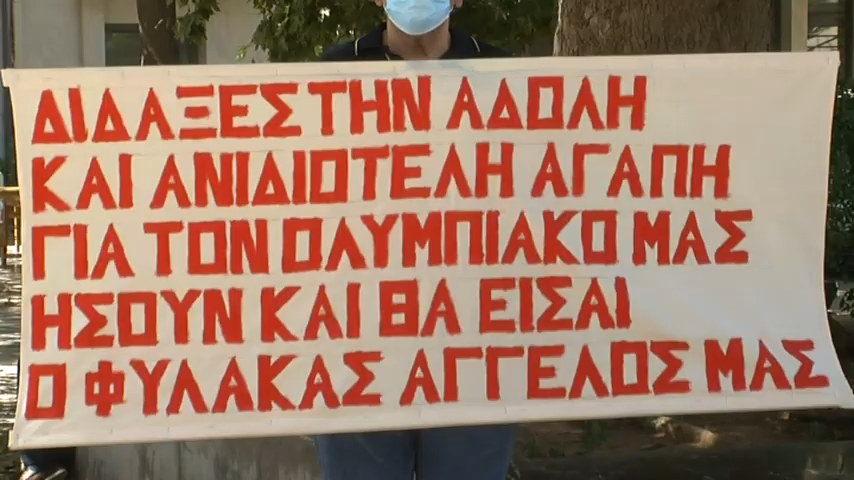 ΔΙΔΑΞΕΣ ΤΗΝ ΑΔΟΛΗ
ΚΑΙ ΑΝΙΔΙΟΤΕΛΗ ΑΓΑΠΗ
ΓΙΑ ΤΟΝ ΟΛΥΜΠΙΑΚΟ ΜΑΣ
ΗΣΟΥΝ ΚΑΙ ΘΑ ΕΙΣΑΙ
Ο ΦΥΛΑΚΑΣ ΑΓΓΕΛΟΣ ΜΑΣ